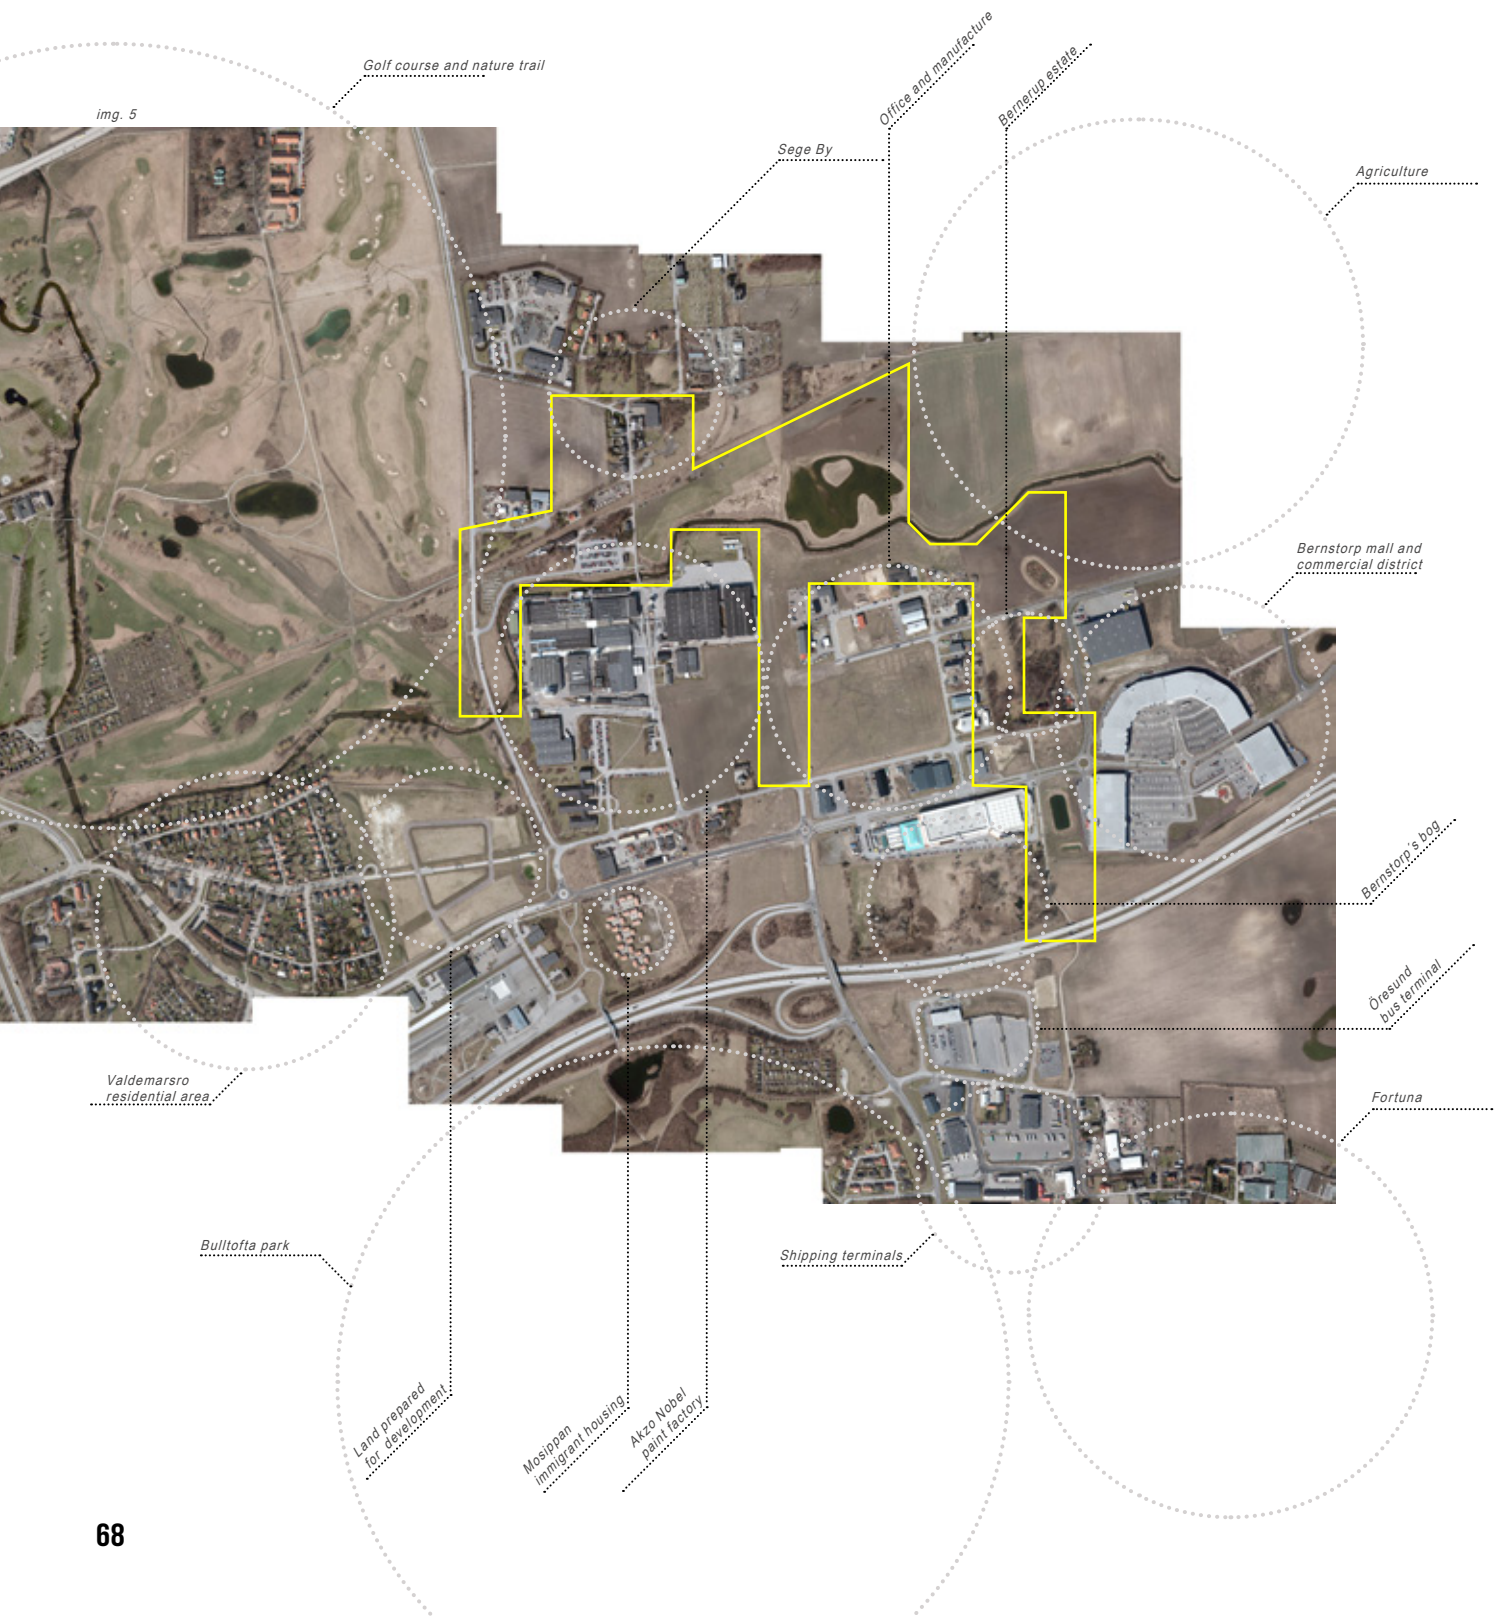 Office and manufacture
Bernerup estate
Golf course and nature trail
img. 5
Sege By
Agriculture
Bernstorp mall and
commercial district
Bernstorp's bog
Öresund
bus terminal
Valdemarsro
residential area
Fortuna
Bulltofta park
Shipping terminals
Land prepared
for development
Mosippan
immigrant housing
Akzo Nobel
paint factory
68